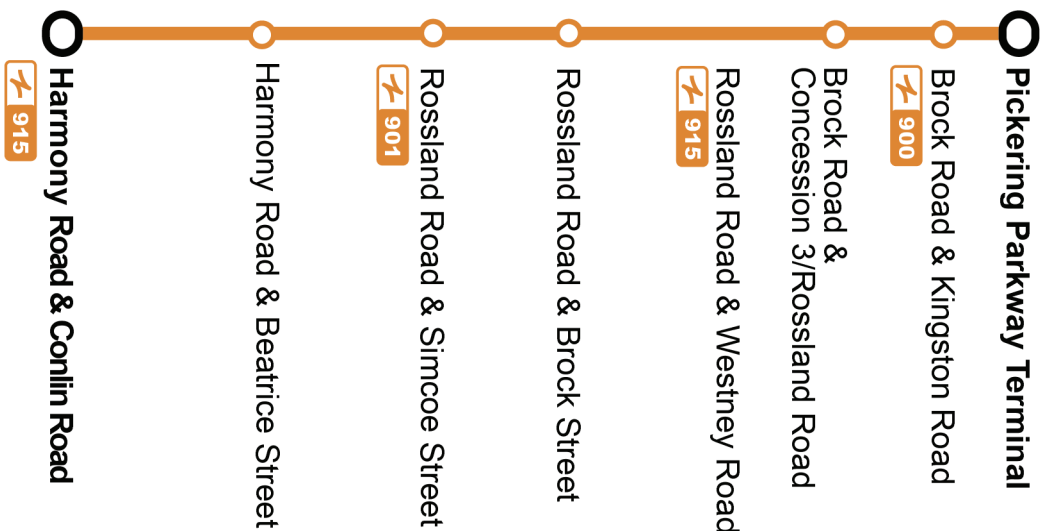 Pickering Parkway Terminal
Brock Road & Kingston Road
900
Brock Road &
Concession 3/Rossland Road
Rossland Road & Westney Road
915
Rossland Road & Brock Street
Rossland Road & Simcoe Street
901
Harmony Road & Beatrice Street
Harmony Road & Conlin Road
915